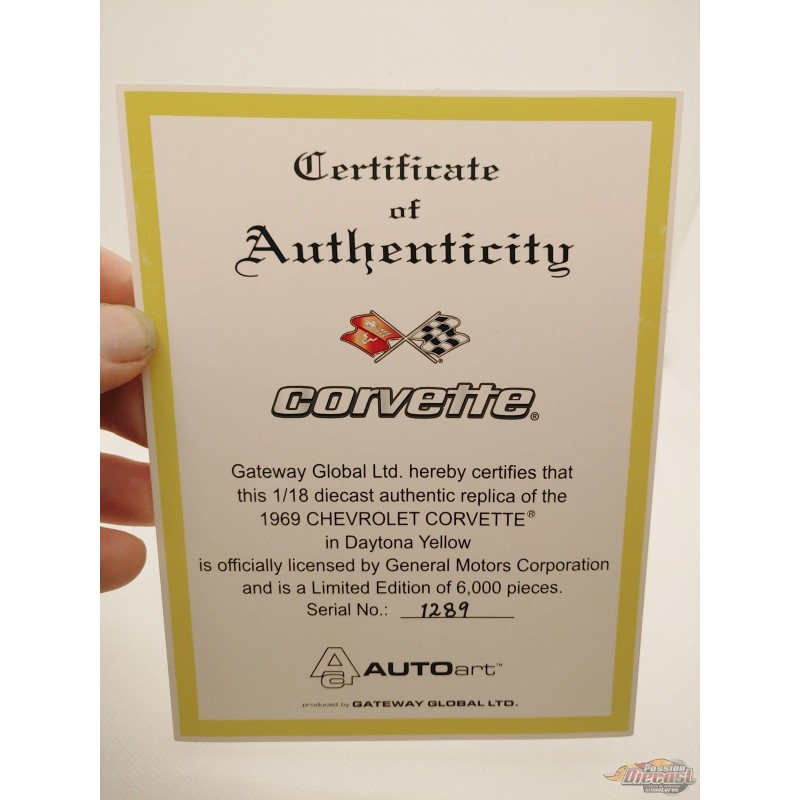 Certificate
of
Authenticity
corvette®
Gateway Global Ltd. hereby certifies that
this 1/18 diecast authentic replica of the
1969 CHEVROLET CORVETTE®
in Daytona Yellow
is officially licensed by General Motors Corporation
and is a Limited Edition of 6,000 pieces.
Serial No.: 1289
AUTOart™
produced by GATEWAY GLOBAL LTD.
Passion
Diecast